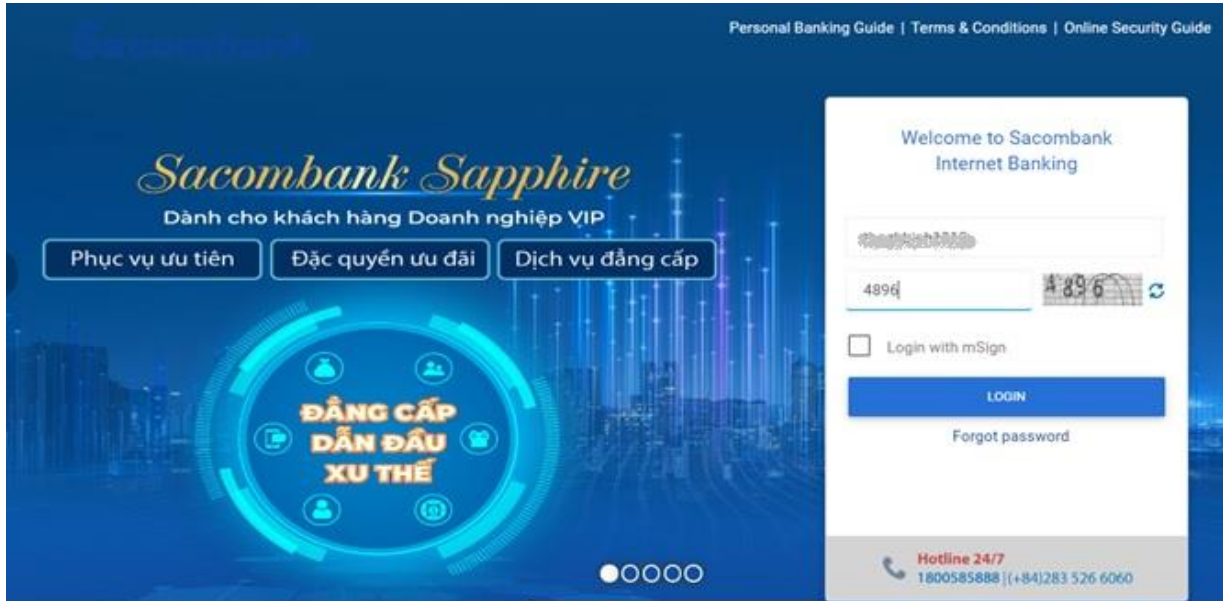 Sacombank
Personal Banking Guide | Terms & Conditions | Online Security Guide
Sacombank Sapphire
Dành cho khách hàng Doanh nghiệp VIP
Phục vụ ưu tiên
Đặc quyền ưu đãi
Dịch vụ đẳng cấp
ĐẲNG CẤP
DẪN ĐẦU
XU THẾ
Welcome to Sacombank
Internet Banking
4896
4896
Login with mSign
LOGIN
Forgot password
Hotline 24/7
1800585888 | (+84)283 526 6060